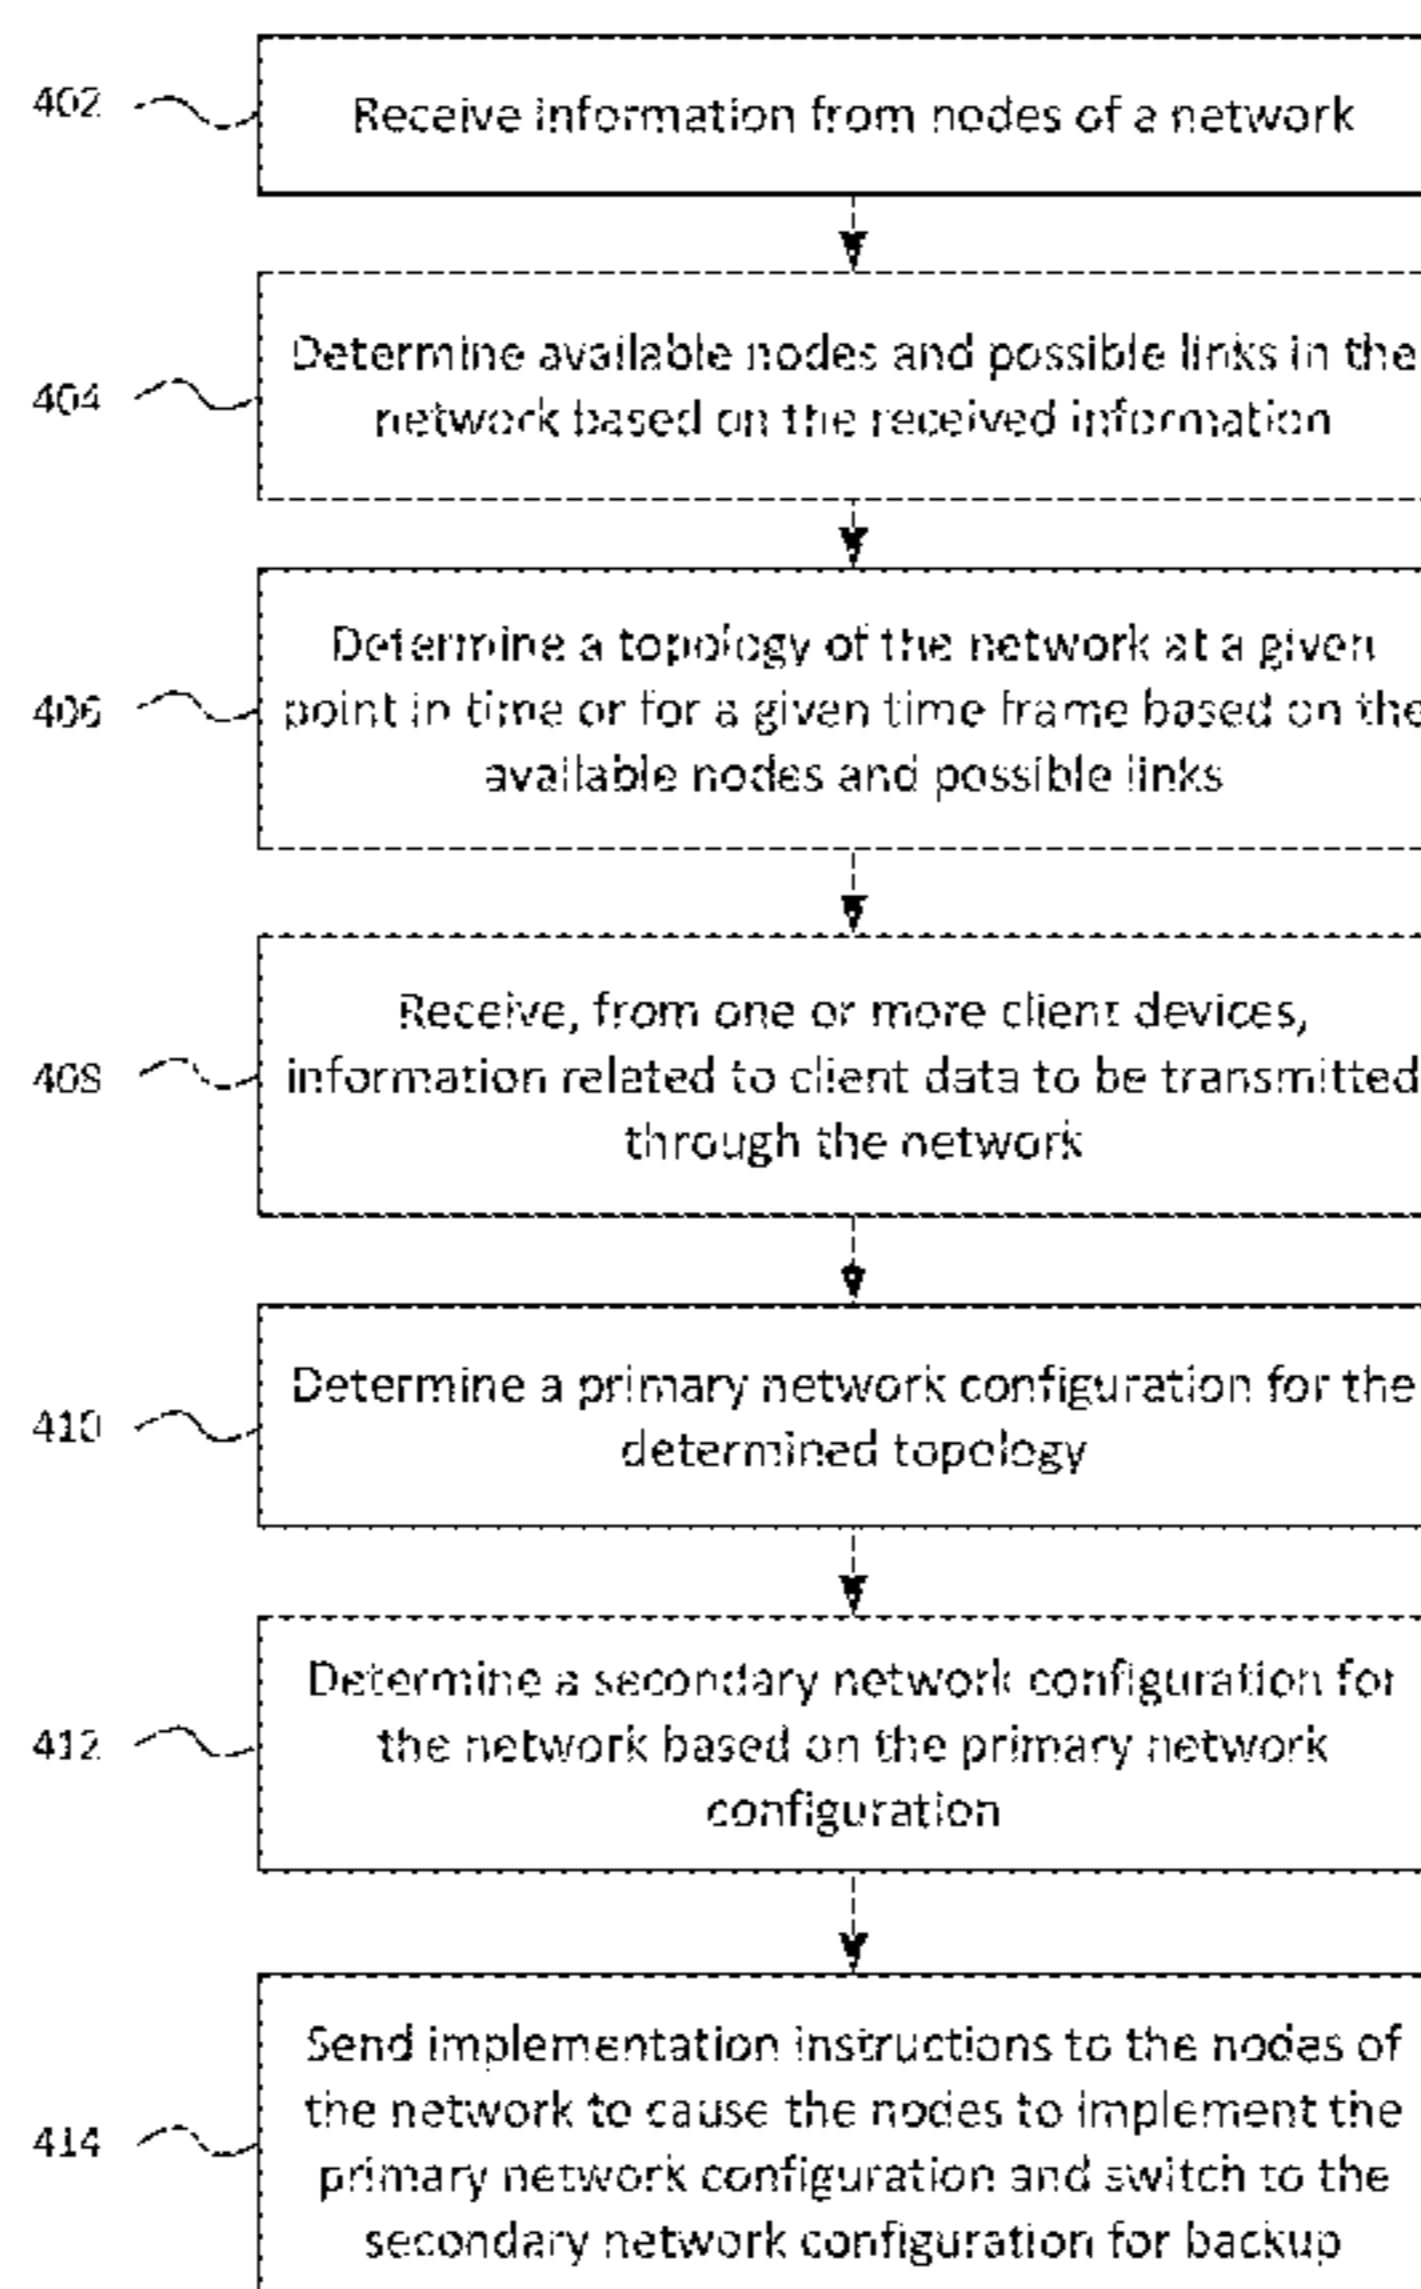 402
Receive information from nodes of a network
404
Determine available nodes and possible links in the
network based on the received information
406
Determine a topology of the network at a given
point in time or for a given time frame based on the
available nodes and possible links
408
Receive, from one or more client devices,
information related to client data to be transmitted
through the network
410
Determine a primary network configuration for the
determined topology
412
Determine a secondary network configuration for
the network based on the primary network
configuration
414
Send implementation instructions to the nodes of
the network to cause the nodes to implement the
primary network configuration and switch to the
secondary network configuration for backup